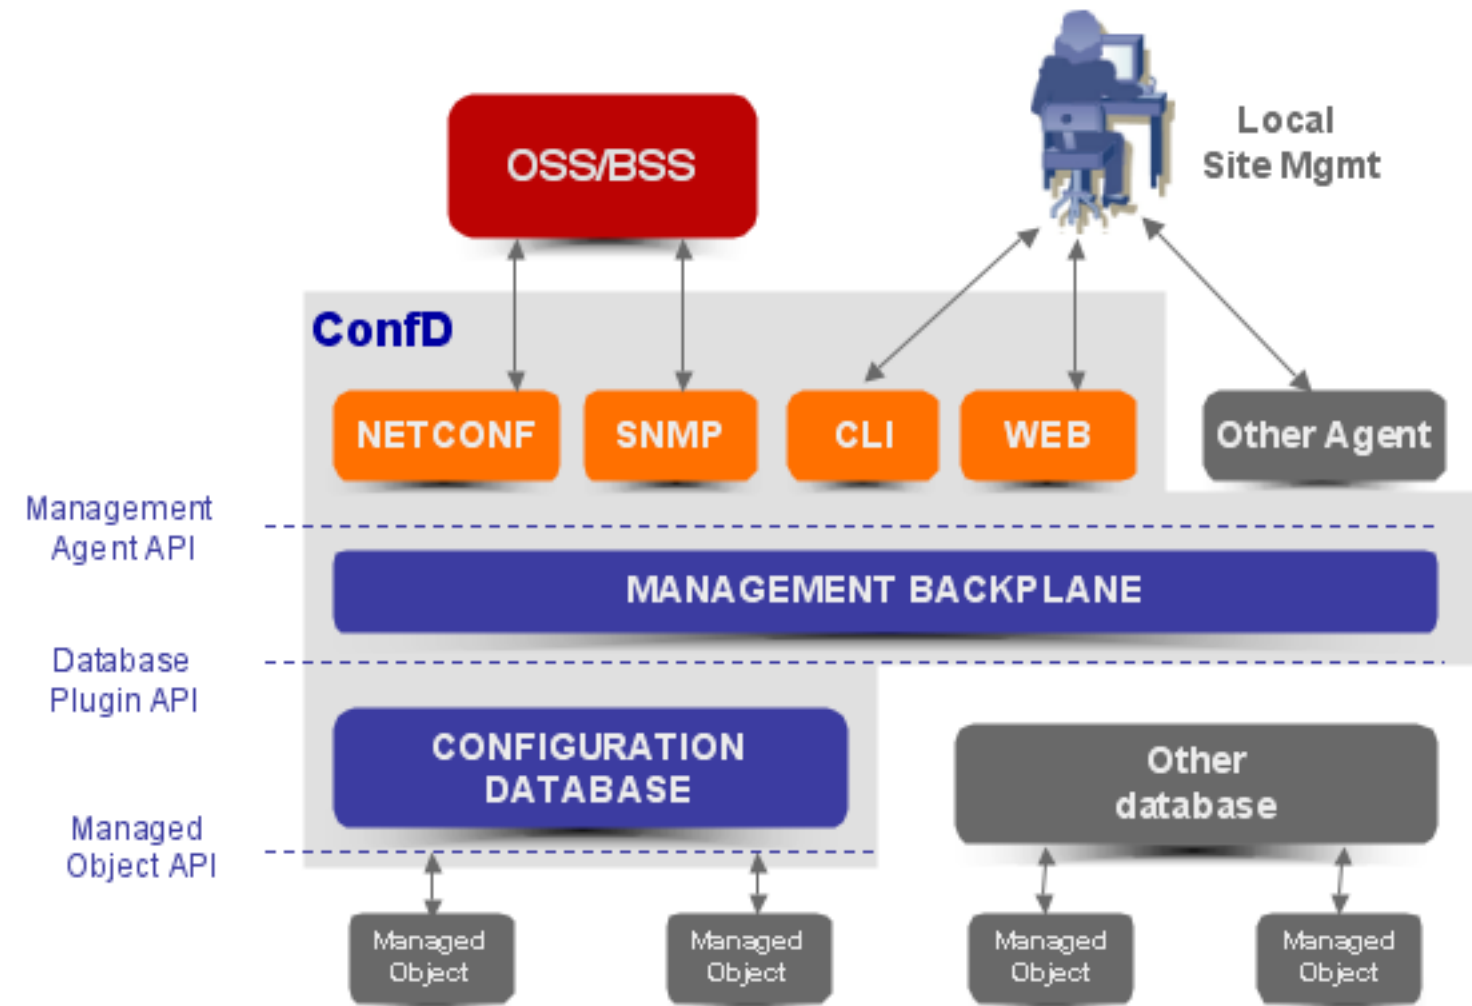 OSS/BSS
Local
Site Mgmt
ConfD
NETCONF
SNMP
CLI
WEB
Other Agent
Management
Agent API
MANAGEMENT BACKPLANE
Database
Plugin API
CONFIGURATION
DATABASE
Other
database
Managed
Object API
Managed
Object
Managed
Object
Managed
Object
Managed
Object